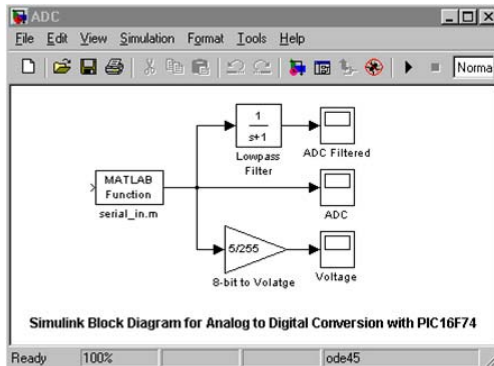 ADC
File Edit View Simulation Format Tools Help
Norma
1
s+1
Lowpass
Filter
ADC Filtered
MATLAB
Function
serial_in.m
ADC
5/255
8-bit to Volatge
Voltage
Simulink Block Diagram for Analog to Digital Conversion with PIC16F74
Ready 100% ode45